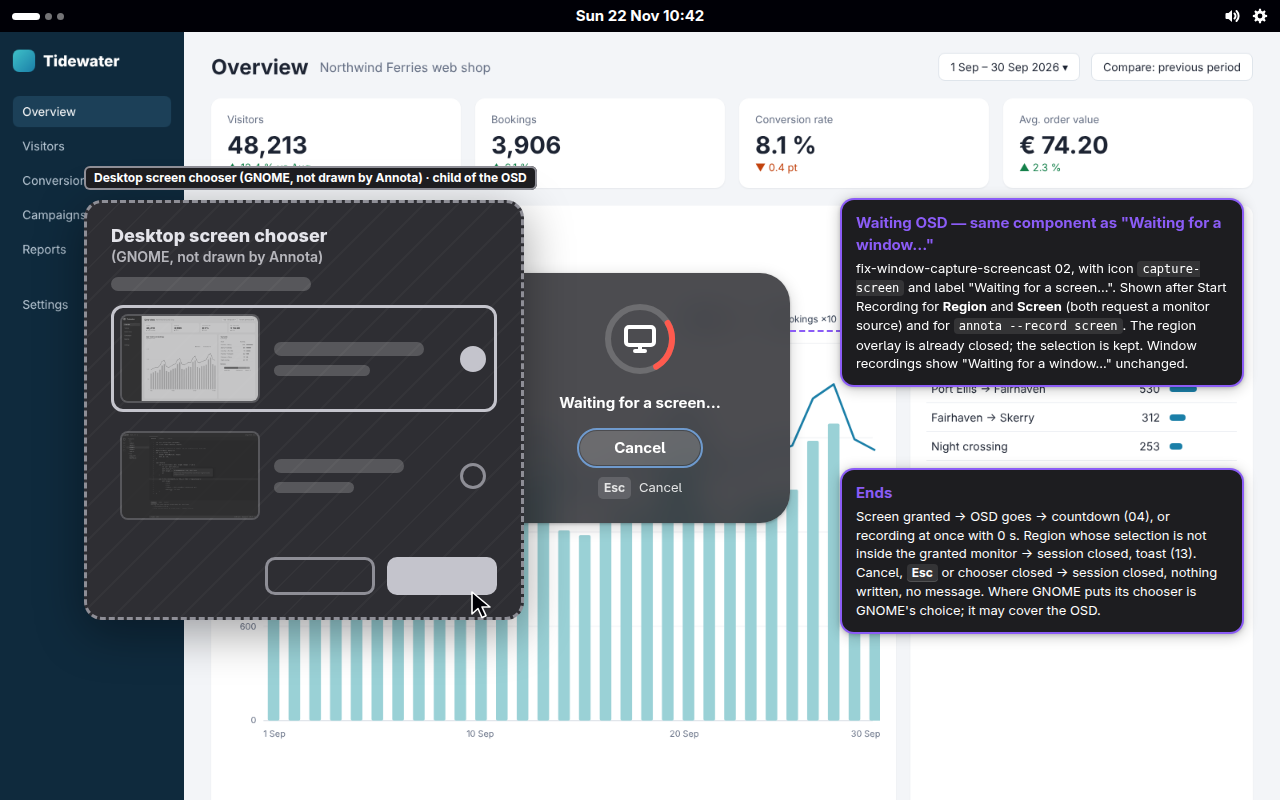 Sun 22 Nov 10:42
Tidewater
Overview
Visitors
Campaigns
Reports
Settings
Overview Northwind Ferries web shop
1 Sep – 30 Sep 2026 ▾
Compare: previous period
Visitors
48,213
Bookings
3,906
Conversion rate
8.1 %
▼ 0.4 pt
Avg. order value
€ 74.20
▲ 2.3 %
Desktop screen chooser (GNOME, not drawn by Annota) · child of the OSD
Desktop screen chooser
(GNOME, not drawn by Annota)
Waiting for a screen…
Cancel
Esc Cancel
Waiting OSD — same component as "Waiting for a
window…"
fix-window-capture-screencast 02, with icon capture-
screen and label "Waiting for a screen…". Shown after Start
Recording for Region and Screen (both request a monitor
source) and for annota --record screen. The region
overlay is already closed; the selection is kept. Window
recordings show "Waiting for a window…" unchanged.
Port Ellis → Fairhaven 530
Fairhaven → Skerry 312
Night crossing 253
Ends
Screen granted → OSD goes → countdown (04), or
recording at once with 0 s. Region whose selection is not
inside the granted monitor → session closed, toast (13).
Cancel, Esc or chooser closed → session closed, nothing
written, no message. Where GNOME puts its chooser is
GNOME's choice; it may cover the OSD.
600
0
1 Sep
10 Sep
20 Sep
30 Sep